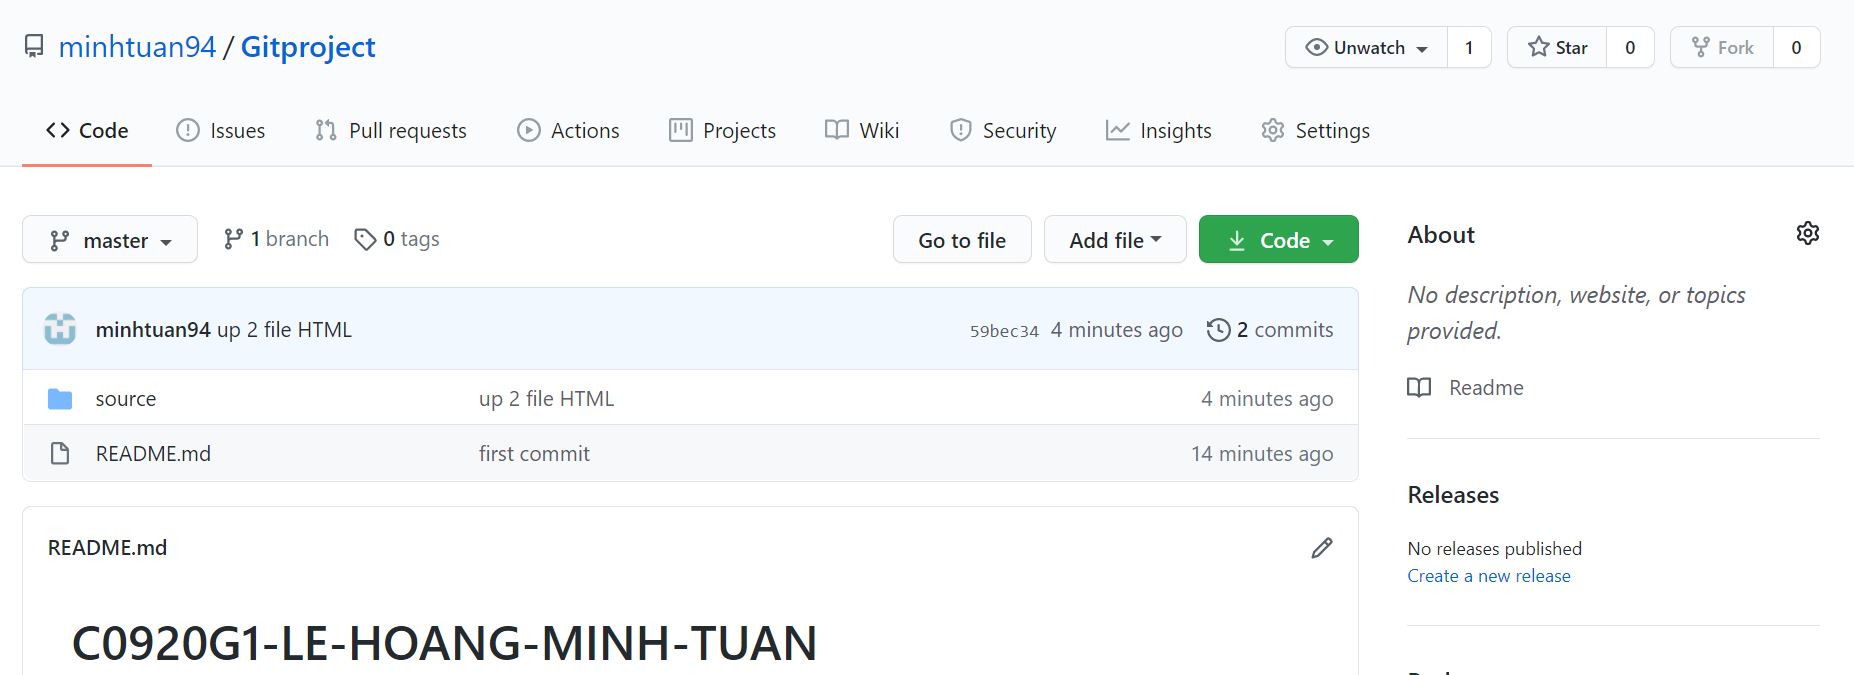 minhtuan94 / Gitproject
Unwatch 1 Star 0 Fork 0
Code Issues Pull requests Actions Projects Wiki Security Insights Settings
master 1 branch 0 tags Go to file Add file Code
minhtuan94 up 2 file HTML 59bec34 4 minutes ago 2 commits
source up 2 file HTML 4 minutes ago
README.md first commit 14 minutes ago
README.md
C0920G1-LE-HOANG-MINH-TUAN
About
No description, website, or topics
provided.
Readme
Releases
No releases published
Create a new release